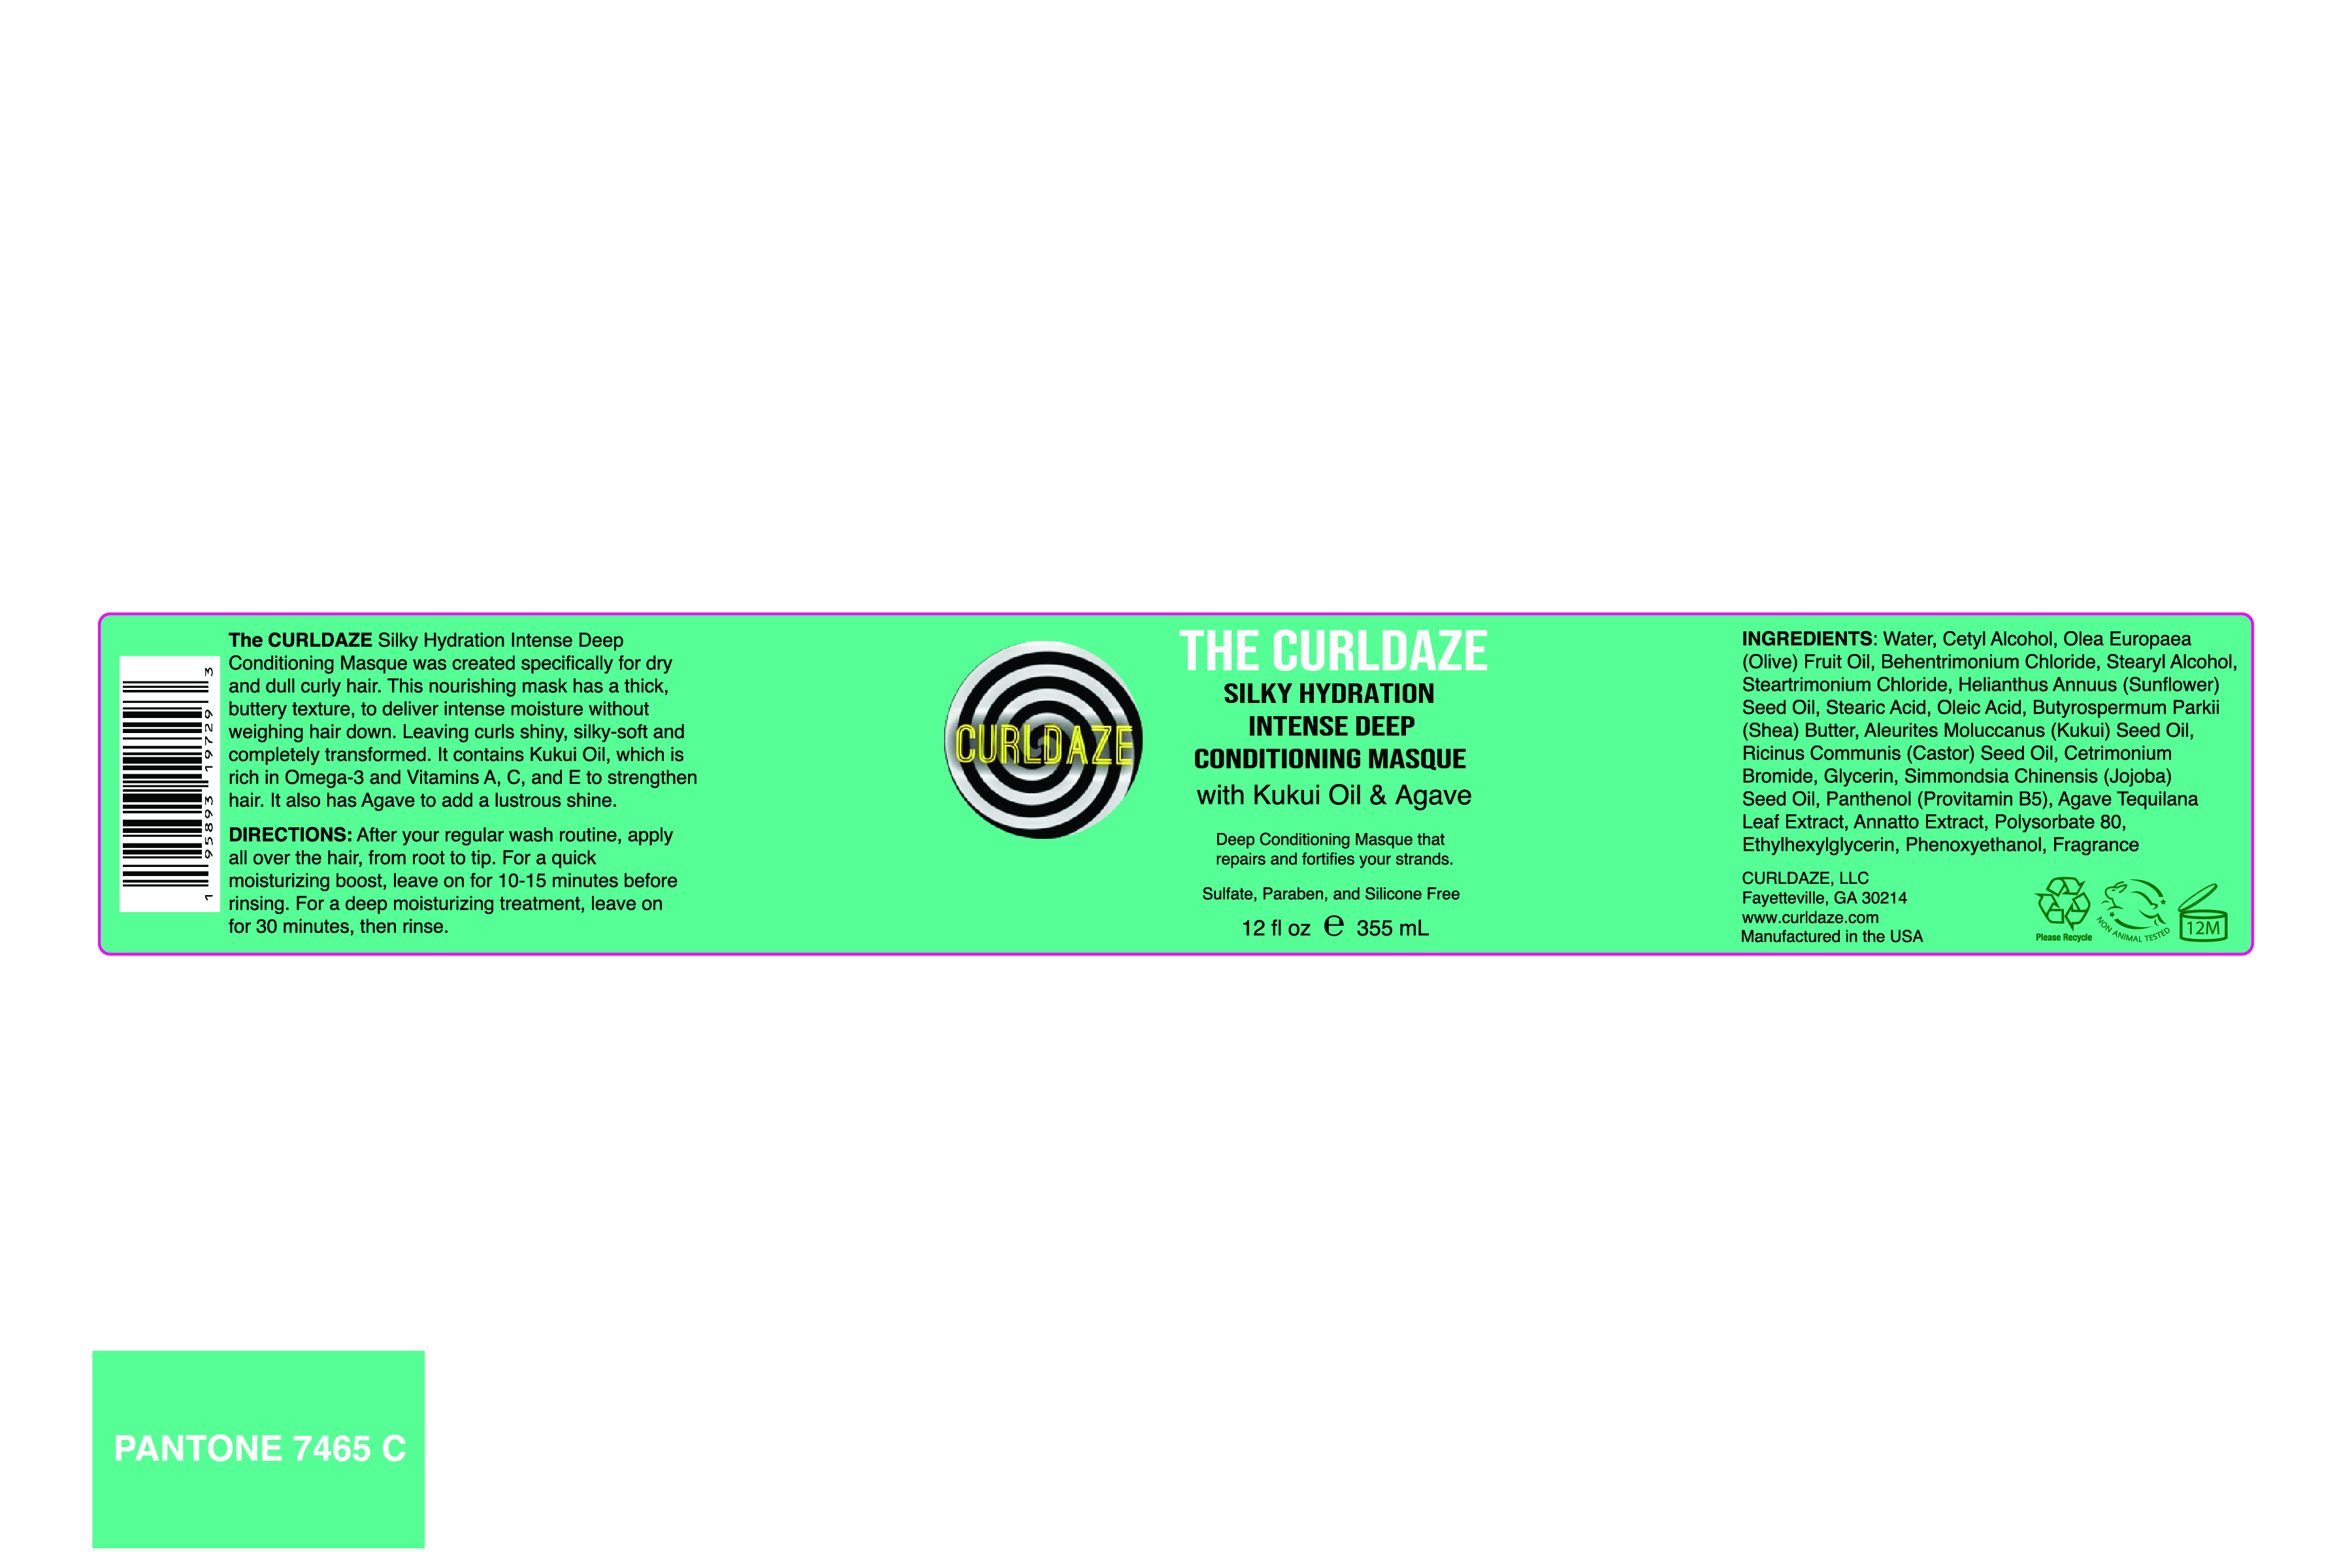 The CURLDAZE Silky Hydration Intense Deep
Conditioning Masque was created specifically for dry
and dull curly hair. This nourishing mask has a thick,
buttery texture, to deliver intense moisture without
weighing hair down. Leaving curls shiny, silky-soft and
completely transformed. It contains Kukui Oil, which is
rich in Omega-3 and Vitamins A, C, and E to strengthen
hair. It also has Agave to add a lustrous shine.
DIRECTIONS: After your regular wash routine, apply
all over the hair, from root to tip. For a quick
moisturizing boost, leave on for 10-15 minutes before
rinsing. For a deep moisturizing treatment, leave on
for 30 minutes, then rinse.
1 95893 19729 3
CURLDAZE
THE CURLDAZE
SILKY HYDRATION
INTENSE DEEP
CONDITIONING MASQUE
with Kukui Oil & Agave
Deep Conditioning Masque that
repairs and fortifies your strands.
Sulfate, Paraben, and Silicone Free
12 fl oz ℮ 355 mL
INGREDIENTS: Water, Cetyl Alcohol, Olea Europaea
(Olive) Fruit Oil, Behentrimonium Chloride, Stearyl Alcohol,
Steartrimonium Chloride, Helianthus Annuus (Sunflower)
Seed Oil, Stearic Acid, Oleic Acid, Butyrospermum Parkii
(Shea) Butter, Aleurites Moluccanus (Kukui) Seed Oil,
Ricinus Communis (Castor) Seed Oil, Cetrimonium
Bromide, Glycerin, Simmondsia Chinensis (Jojoba)
Seed Oil, Panthenol (Provitamin B5), Agave Tequilana
Leaf Extract, Annatto Extract, Polysorbate 80,
Ethylhexylglycerin, Phenoxyethanol, Fragrance
CURLDAZE, LLC
Fayetteville, GA 30214
www.curldaze.com
Manufactured in the USA
Please Recycle
NON ANIMAL TESTED
12M
PANTONE 7465 C